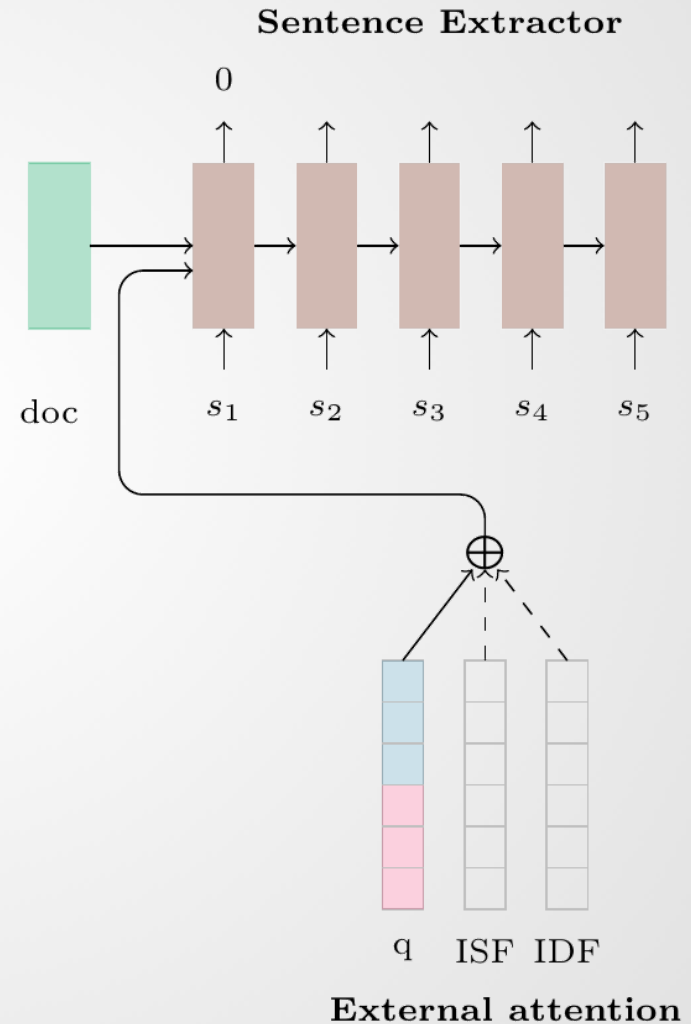 Sentence Extractor
0
doc s₁ s₂ s₃ s₄ s₅
q ISF IDF
External attention